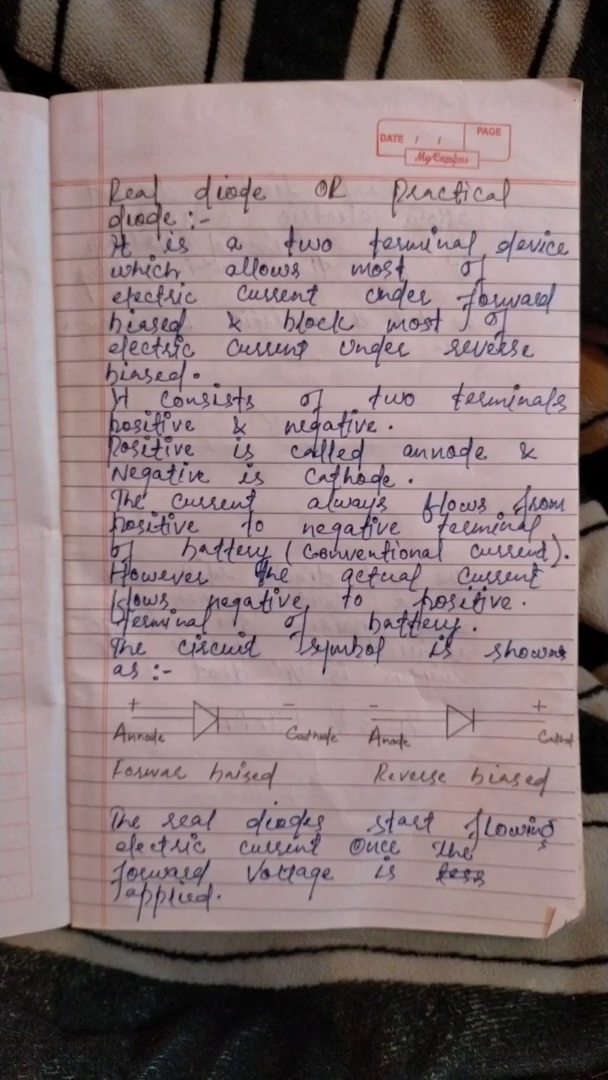 DATE / / PAGE
My Campus
Real diode OR Practical
diode :-
It is a two terminal device
which allows most of
electric current under forward
biased & block most of
electric current under reverse
biased.
It consists of two terminals
positive & negative.
Positive is called annode &
Negative is Cathode.
The current always flows from
positive to negative terminal
of battery (Conventional current).
However the actual current
flows negative to positive.
terminal of battery.
The circuid symbol is shown as
as :-
+ - - +
Annode Cathode Anode Cathod
Forwar baised Reverse biased
The real diodes start flowing
electric current once the
forward voltage is less
applied.